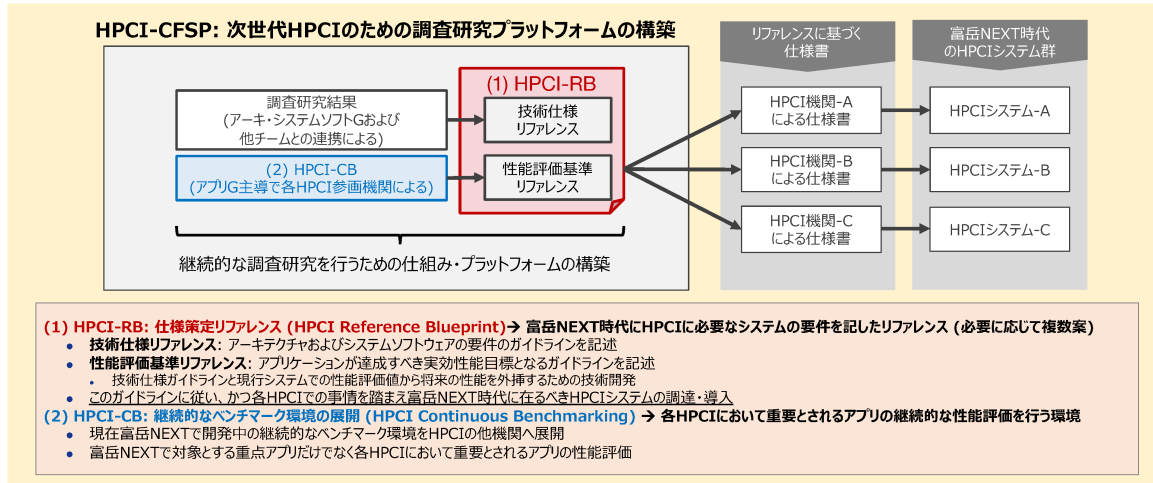 HPCI-CFSP: 次世代HPCIのための調査研究プラットフォームの構築
リファレンスに基づく
仕様書
富岳NEXT時代
のHPCIシステム群
(1) HPCI-RB
調査研究結果
(アーキ・システムソフトGおよび
他チームとの連携による)
技術仕様
リファレンス
(2) HPCI-CB
(アプリG主導で各HPCI参画機関による)
性能評価基準
リファレンス
HPCI機関-A
による仕様書
HPCIシステム-A
HPCI機関-B
による仕様書
HPCIシステム-B
HPCI機関-C
による仕様書
HPCIシステム-C
継続的な調査研究を行うための仕組み・プラットフォームの構築
(1) HPCI-RB: 仕様策定リファレンス (HPCI Reference Blueprint)→ 富岳NEXT時代にHPCIに必要なシステムの要件を記したリファレンス (必要に応じて複数案)
● 技術仕様リファレンス: アーキテクチャおよびシステムソフトウェアの要件のガイドラインを記述
● 性能評価基準リファレンス: アプリケーションが達成すべき実効性能目標となるガイドラインを記述
• 技術仕様ガイドラインと現行システムでの性能評価値から将来の性能を外挿するための技術開発
● このガイドラインに従い、かつ各HPCIでの事情を踏まえ富岳NEXT時代に在るべきHPCIシステムの調達・導入
(2) HPCI-CB: 継続的なベンチマーク環境の展開 (HPCI Continuous Benchmarking) → 各HPCIにおいて重要とされるアプリの継続的な性能評価を行う環境
● 現在富岳NEXTで開発中の継続的なベンチマーク環境をHPCIの他機関へ展開
● 富岳NEXTで対象とする重点アプリだけでなく各HPCIにおいて重要とされるアプリの性能評価